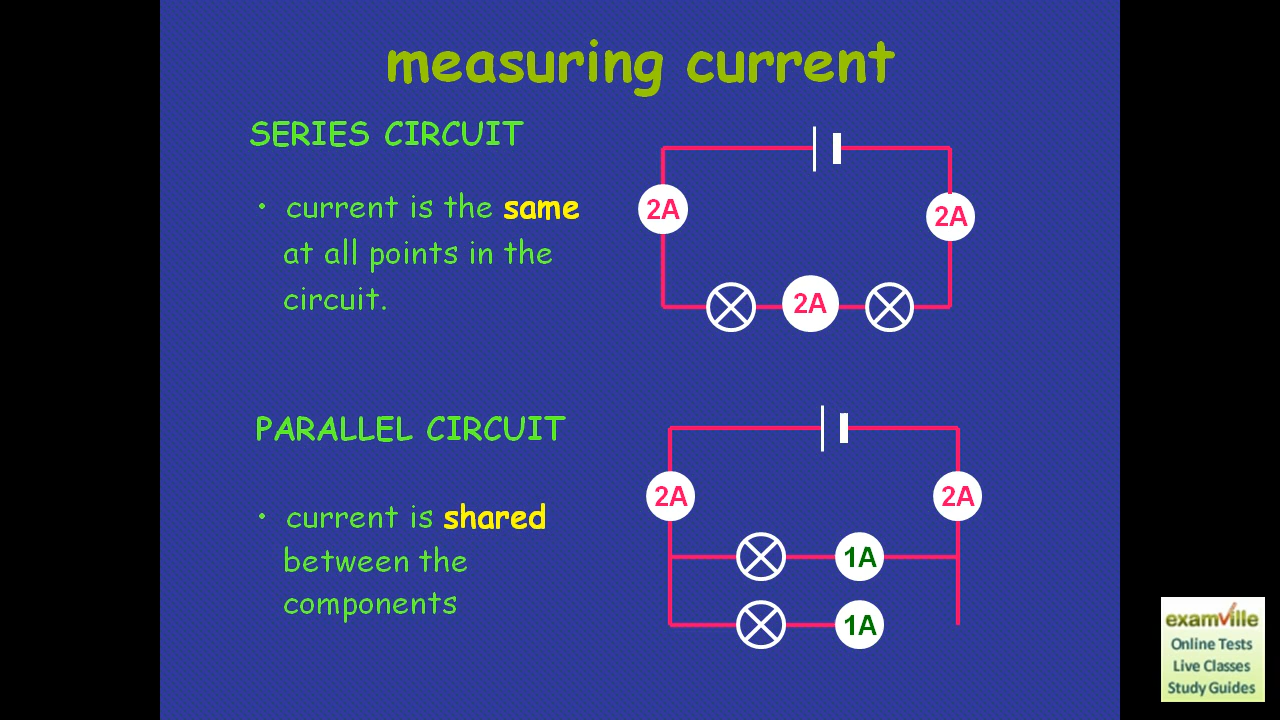 measuring current
SERIES CIRCUIT
• current is the same
at all points in the
circuit.
2A
2A
2A
PARALLEL CIRCUIT
• current is shared
between the
components
2A
2A
1A
1A
examville
Online Tests
Live Classes
Study Guides